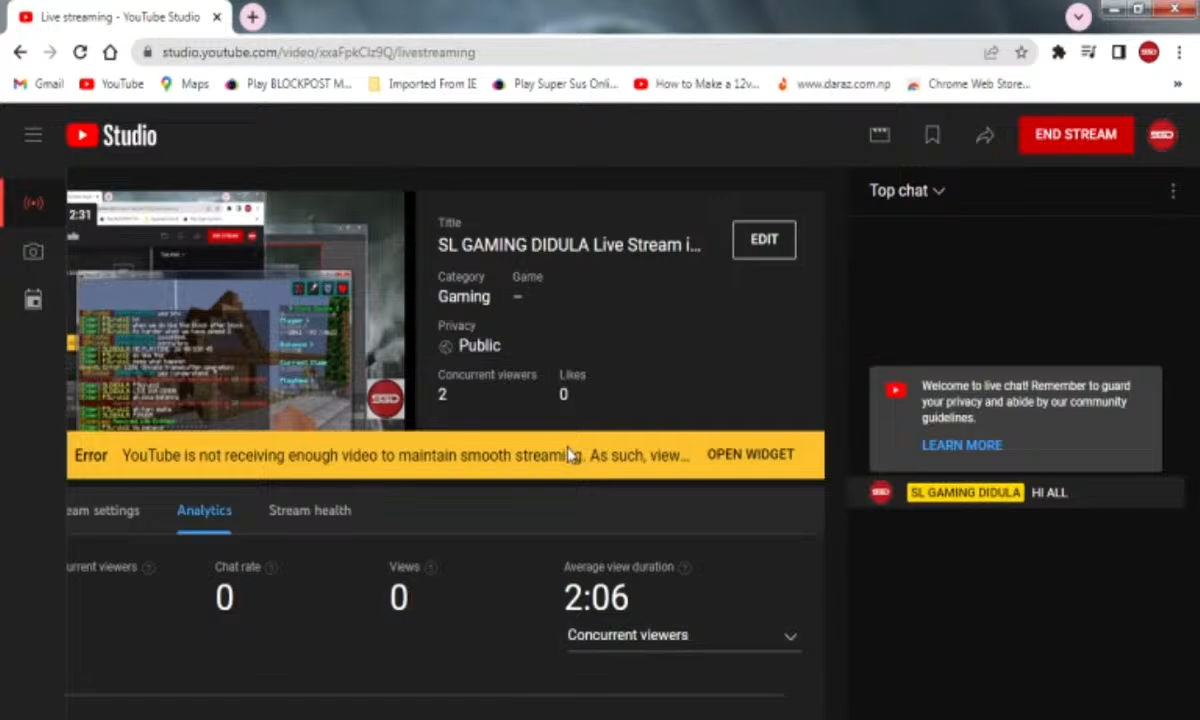 Live streaming - YouTube Studio
studio.youtube.com/video/xxaFpkClz9Q/livestreaming
Gmail YouTube Maps Play BLOCKPOST M... Imported From IE Play Super Sus Onli... How to Make a 12v... www.daraz.com.np Chrome Web Store...
Studio
END STREAM
SSD
Top chat
2:31
Title
SL GAMING DIDULA Live Stream i...
EDIT
Category Game
Gaming –
Privacy
Public
Concurrent viewers Likes
2 0
SSD
Error YouTube is not receiving enough video to maintain smooth streaming. As such, view... OPEN WIDGET
Welcome to live chat! Remember to guard
your privacy and abide by our community
guidelines.
LEARN MORE
SL GAMING DIDULA HI ALL
eam settings Analytics Stream health
urrent viewers Chat rate Views Average view duration
0 0 2:06
Concurrent viewers